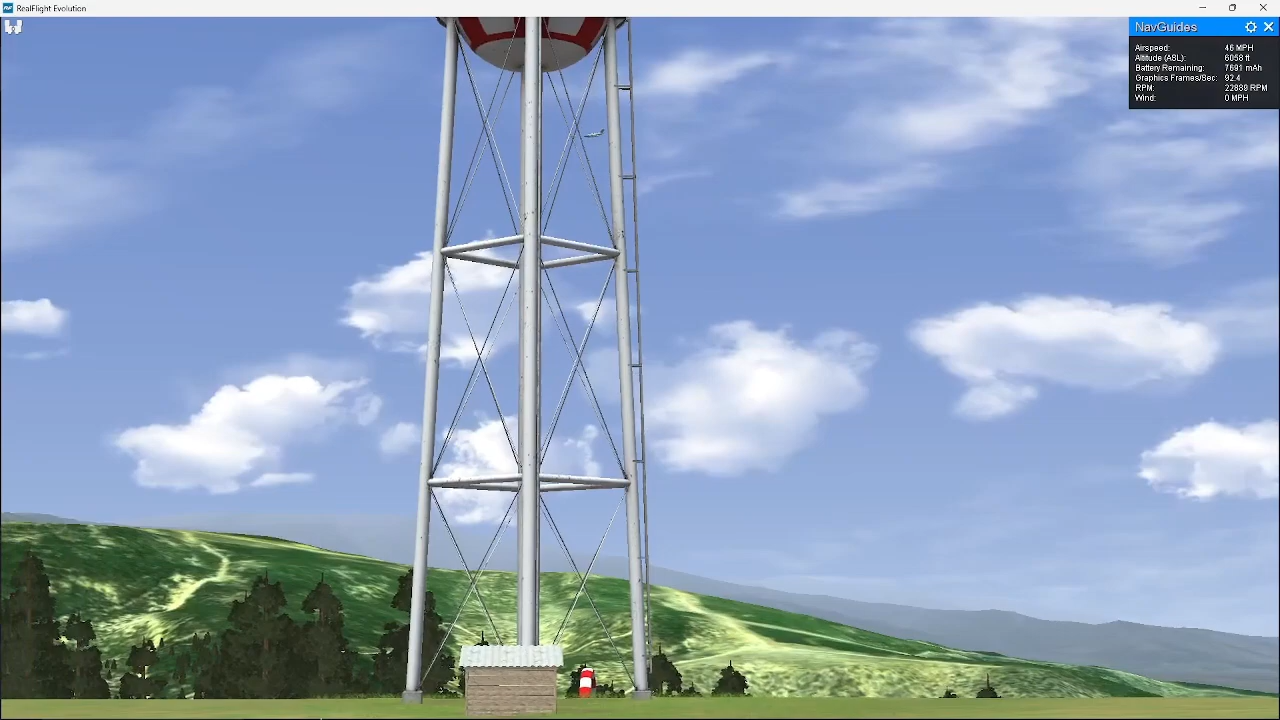 RealFlight Evolution
NavGuides
Airspeed: 46 MPH
Altitude (ASL): 6058 ft
Battery Remaining: 7691 mAh
Graphics Frames/Sec: 92.4
RPM: 22889 RPM
Wind: 0 MPH